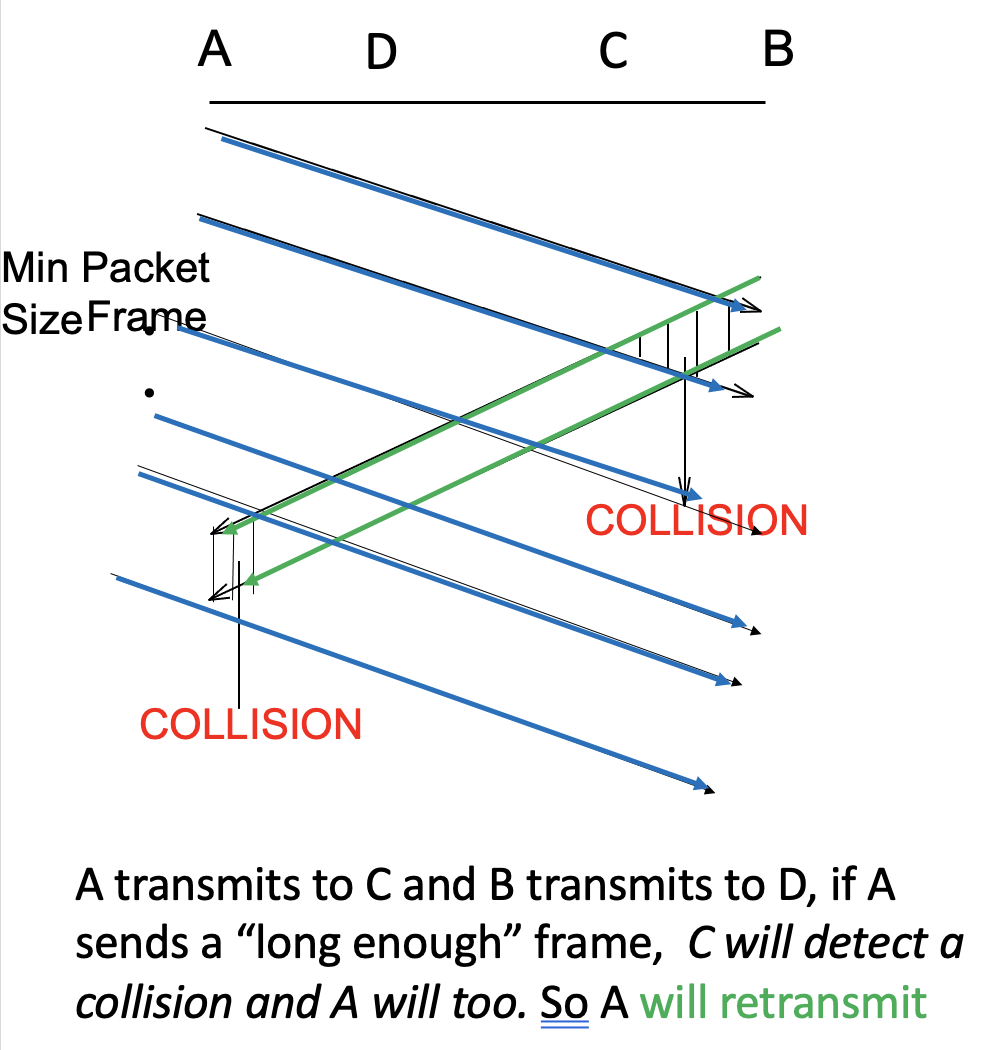 A D C B
Min Packet
Size Frame
COLLISION
COLLISION
A transmits to C and B transmits to D, if A
sends a “long enough” frame, C will detect a
collision and A will too. So A will retransmit